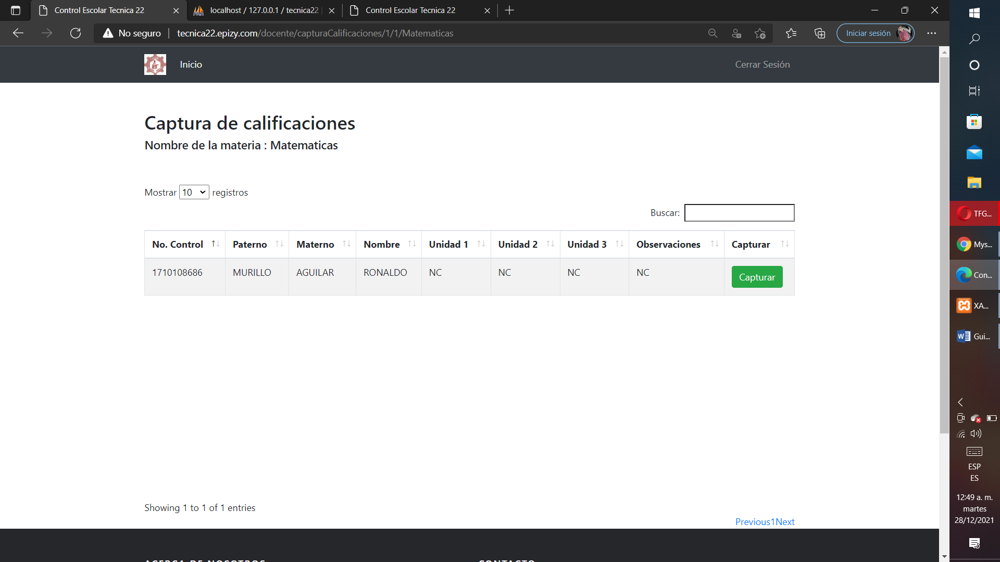 Control Escolar Tecnica 22
localhost / 127.0.0.1 / tecnica22 |
Control Escolar Tecnica 22
No seguro
tecnica22.epizy.com/docente/capturaCalificaciones/1/1/Matematicas
Iniciar sesión
Inicio
Cerrar Sesión
Captura de calificaciones
Nombre de la materia : Matematicas
Mostrar 10 registros
Buscar:
No. Control Paterno Materno Nombre Unidad 1 Unidad 2 Unidad 3 Observaciones Capturar
1710108686 MURILLO AGUILAR RONALDO NC NC NC NC Capturar
Showing 1 to 1 of 1 entries
Previous1Next
ACERCA DE NOSOTROS
CONTACTO
TFG...
Mys...
Con...
XA...
Gui...
ESP
ES
12:49 a. m.
martes
28/12/2021